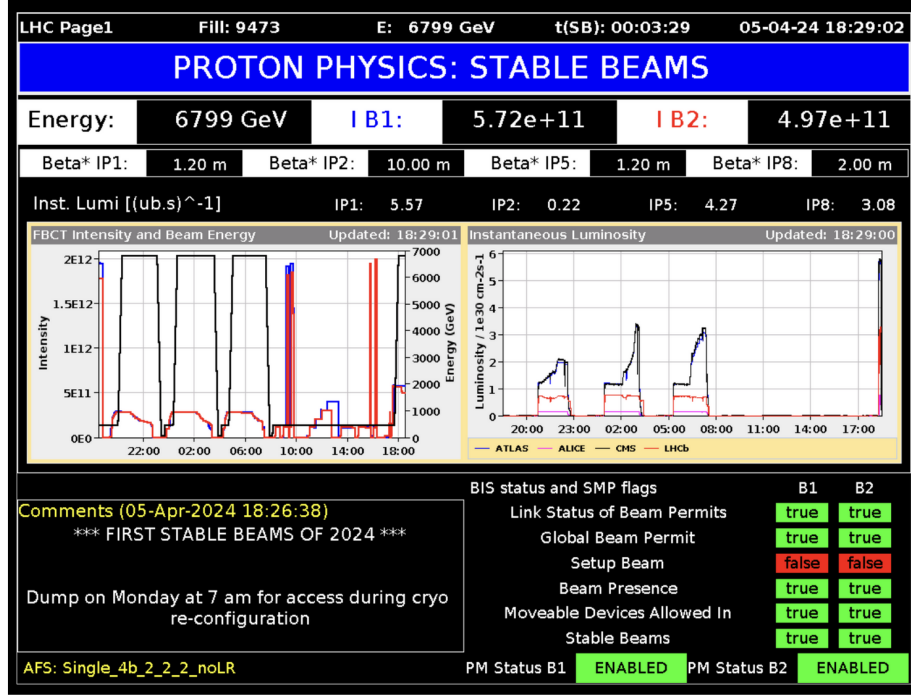 LHC Page1 Fill: 9473 E: 6799 GeV t(SB): 00:03:29 05-04-24 18:29:02
PROTON PHYSICS: STABLE BEAMS
Energy: 6799 GeV I B1: 5.72e+11 I B2: 4.97e+11
Beta* IP1: 1.20 m Beta* IP2: 10.00 m Beta* IP5: 1.20 m Beta* IP8: 2.00 m
Inst. Lumi [(ub.s)^-1] IP1: 5.57 IP2: 0.22 IP5: 4.27 IP8: 3.08
FBCT Intensity and Beam Energy Updated: 18:29:01
2E12
1.5E12
1E12
5E11
0E0
Intensity
7000
6000
5000
4000
3000
2000
1000
0
Energy (GeV)
22:00 02:00 06:00 10:00 14:00 18:00
Instantaneous Luminosity Updated: 18:29:00
6
5
4
3
2
1
0
Luminosity / 1e30 cm-2s-1
20:00 23:00 02:00 05:00 08:00 11:00 14:00 17:00
ATLAS ALICE CMS LHCb
Comments (05-Apr-2024 18:26:38)
*** FIRST STABLE BEAMS OF 2024 ***
Dump on Monday at 7 am for access during cryo
re-configuration
BIS status and SMP flags B1 B2
Link Status of Beam Permits true true
Global Beam Permit true true
Setup Beam false false
Beam Presence true true
Moveable Devices Allowed In true true
Stable Beams true true
AFS: Single_4b_2_2_2_noLR PM Status B1 ENABLED PM Status B2 ENABLED